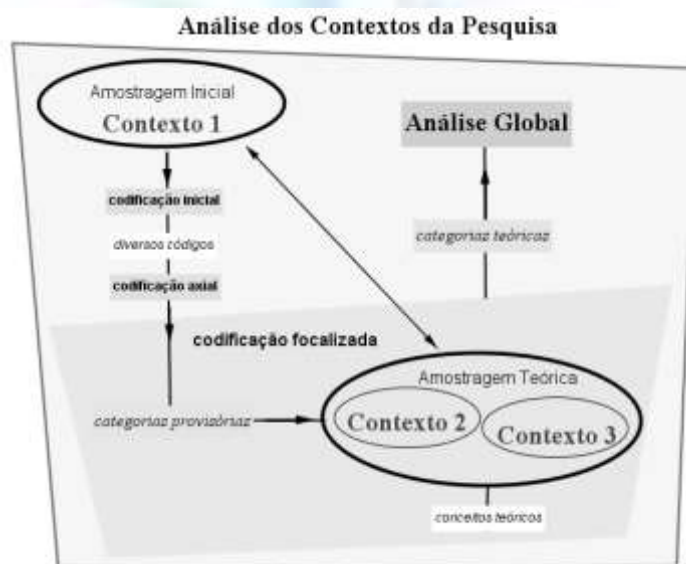 Análise dos Contextos da Pesquisa
Amostragem Inicial
Contexto 1
Análise Global
codificação inicial
diversos códigos
categorias teóricas
codificação axial
codificação focalizada
Amostragem Teórica
categorias provisórias
Contexto 2
Contexto 3
conceitos teóricos